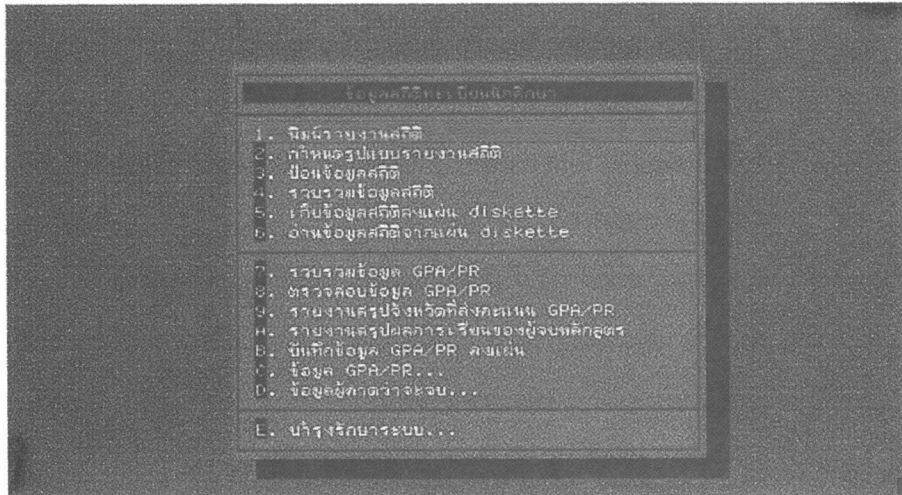 ข้อมูลสถิติทะเบียนนักศึกษา
1. พิมพ์รายงานสถิติ
2. กำหนดรูปแบบรายงานสถิติ
3. ป้อนข้อมูลสถิติ
4. รวบรวมข้อมูลสถิติ
5. เก็บข้อมูลสถิติลงแผ่น diskette
6. อ่านข้อมูลสถิติจากแผ่น diskette
7. รวบรวมข้อมูล GPA/PR
8. ตรวจสอบข้อมูล GPA/PR
9. รายงานสรุปจังหวัดที่ส่งคะแนน GPA/PR
A. รายงานสรุปผลการเรียนของผู้จบหลักสูตร
B. บันทึกข้อมูล GPA/PR ลงแผ่น
C. ข้อมูล GPA/PR...
D. ข้อมูลผู้คาดว่าจะจบ...
E. บำรุงรักษาระบบ...